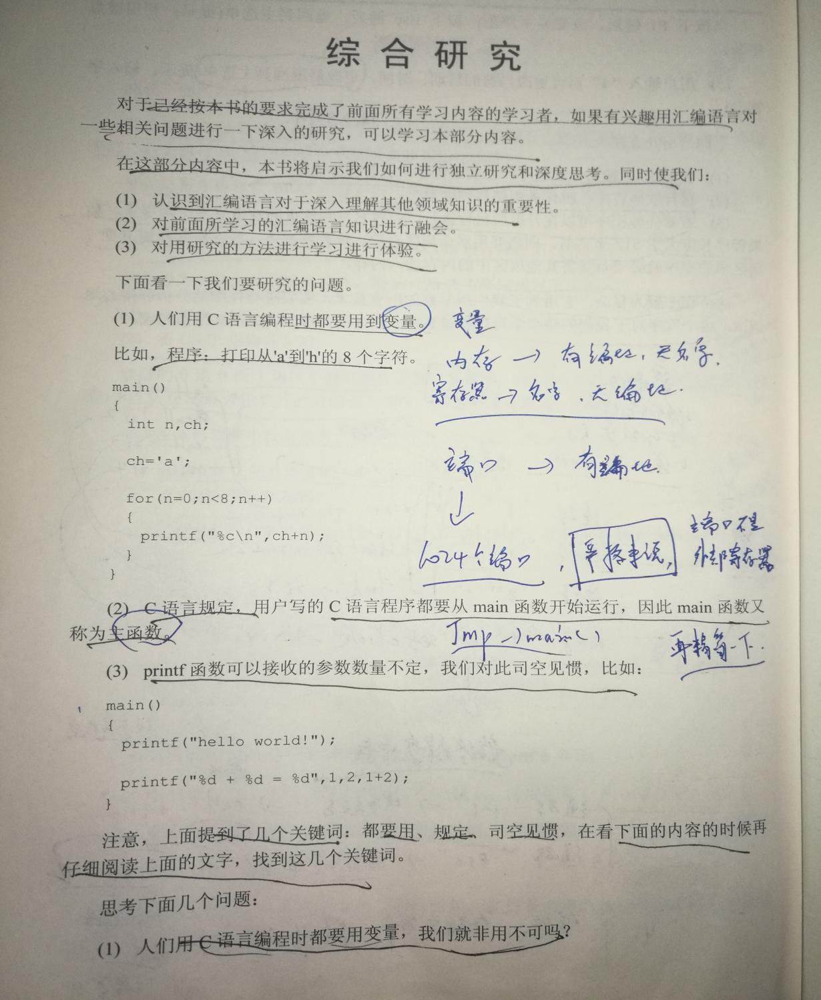 综合研究
对于已经按本书的要求完成了前面所有学习内容的学习者，如果有兴趣用汇编语言对
一些相关问题进行一下深入的研究，可以学习本部分内容。
在这部分内容中，本书将启示我们如何进行独立研究和深度思考。同时使我们：
(1) 认识到汇编语言对于深入理解其他领域知识的重要性。
(2) 对前面所学习的汇编语言知识进行融会。
(3) 对用研究的方法进行学习进行体验。
下面看一下我们要研究的问题。
(1) 人们用 C 语言编程时都要用到变量。
变量
比如，程序：打印从'a'到'h'的 8 个字符。
内存 → 有编址，无名字.
main()
寄存器 → 名字，无编址.
{
int n,ch;
ch='a';
端口 → 有编地.
for(n=0;n<8;n++)
{
printf("%c\n",ch+n);
端口不是
}
1024个端口，严格来说，
外部寄存器
}
(2) C 语言规定，用户写的 C 语言程序都要从 main 函数开始运行，因此 main 函数又
称为主函数。
Jmp →main()
(3) printf 函数可以接收的参数数量不定，我们对此司空见惯，比如：
main()
{
printf("hello world!");
printf("%d + %d = %d",1,2,1+2);
}
注意，上面提到了几个关键词：都要用、规定、司空见惯，在看下面的内容的时候再
仔细阅读上面的文字，找到这几个关键词。
思考下面几个问题：
(1) 人们用 C 语言编程时都要用变量，我们就非用不可吗？